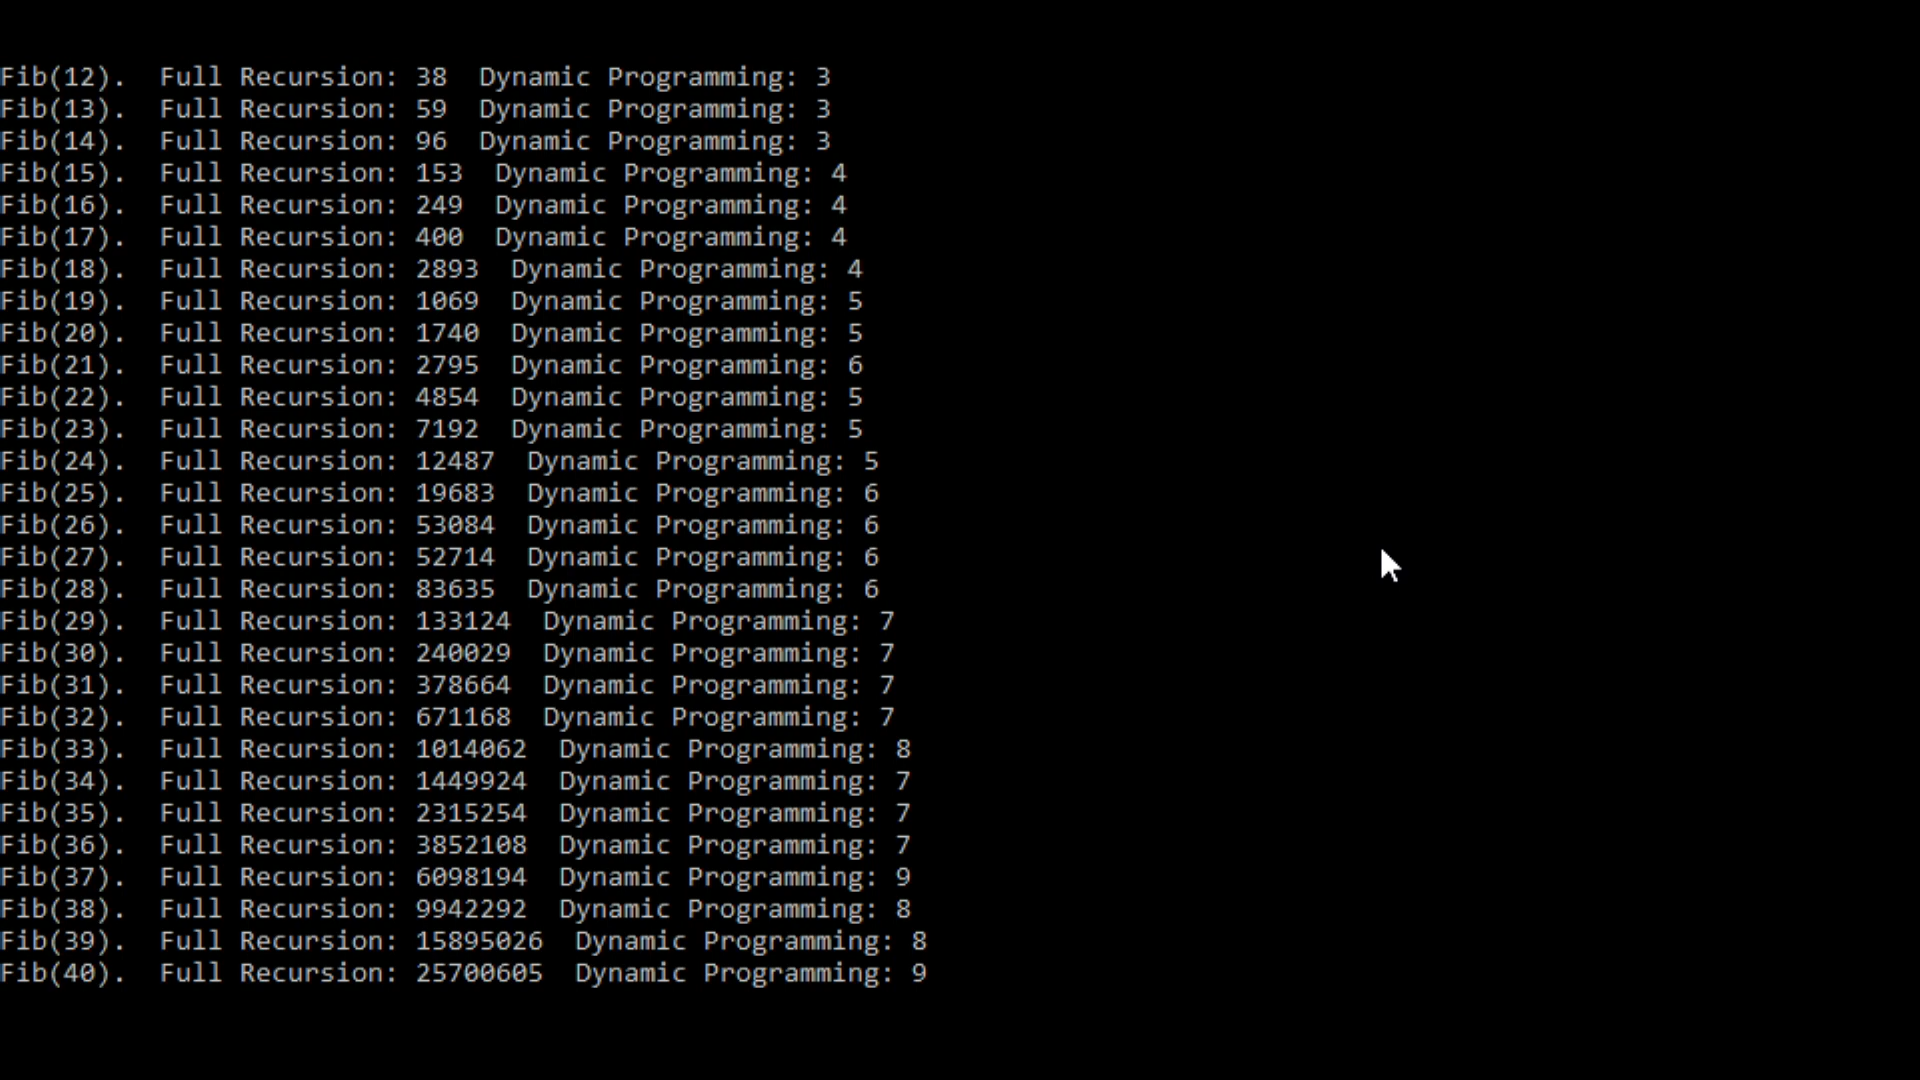 Fib(12).  Full Recursion: 38  Dynamic Programming: 3
Fib(13).  Full Recursion: 59  Dynamic Programming: 3
Fib(14).  Full Recursion: 96  Dynamic Programming: 3
Fib(15).  Full Recursion: 153  Dynamic Programming: 4
Fib(16).  Full Recursion: 249  Dynamic Programming: 4
Fib(17).  Full Recursion: 400  Dynamic Programming: 4
Fib(18).  Full Recursion: 2893  Dynamic Programming: 4
Fib(19).  Full Recursion: 1069  Dynamic Programming: 5
Fib(20).  Full Recursion: 1740  Dynamic Programming: 5
Fib(21).  Full Recursion: 2795  Dynamic Programming: 6
Fib(22).  Full Recursion: 4854  Dynamic Programming: 5
Fib(23).  Full Recursion: 7192  Dynamic Programming: 5
Fib(24).  Full Recursion: 12487  Dynamic Programming: 5
Fib(25).  Full Recursion: 19683  Dynamic Programming: 6
Fib(26).  Full Recursion: 53084  Dynamic Programming: 6
Fib(27).  Full Recursion: 52714  Dynamic Programming: 6
Fib(28).  Full Recursion: 83635  Dynamic Programming: 6
Fib(29).  Full Recursion: 133124  Dynamic Programming: 7
Fib(30).  Full Recursion: 240029  Dynamic Programming: 7
Fib(31).  Full Recursion: 378664  Dynamic Programming: 7
Fib(32).  Full Recursion: 671168  Dynamic Programming: 7
Fib(33).  Full Recursion: 1014062  Dynamic Programming: 8
Fib(34).  Full Recursion: 1449924  Dynamic Programming: 7
Fib(35).  Full Recursion: 2315254  Dynamic Programming: 7
Fib(36).  Full Recursion: 3852108  Dynamic Programming: 7
Fib(37).  Full Recursion: 6098194  Dynamic Programming: 9
Fib(38).  Full Recursion: 9942292  Dynamic Programming: 8
Fib(39).  Full Recursion: 15895026  Dynamic Programming: 8
Fib(40).  Full Recursion: 25700605  Dynamic Programming: 9